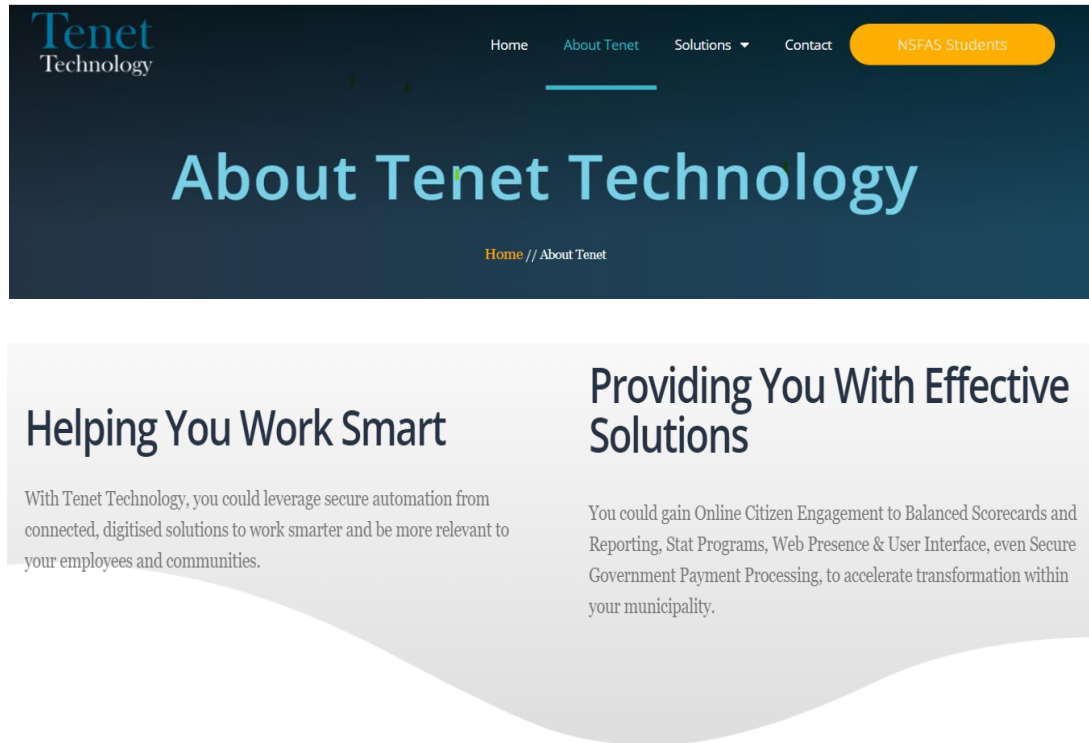 Tenet
Technology
Home About Tenet Solutions Contact NSFAS Students
About Tenet Technology
Home // About Tenet
Helping You Work Smart
With Tenet Technology, you could leverage secure automation from
connected, digitised solutions to work smarter and be more relevant to
your employees and communities.
Providing You With Effective
Solutions
You could gain Online Citizen Engagement to Balanced Scorecards and
Reporting, Stat Programs, Web Presence & User Interface, even Secure
Government Payment Processing, to accelerate transformation within
your municipality.